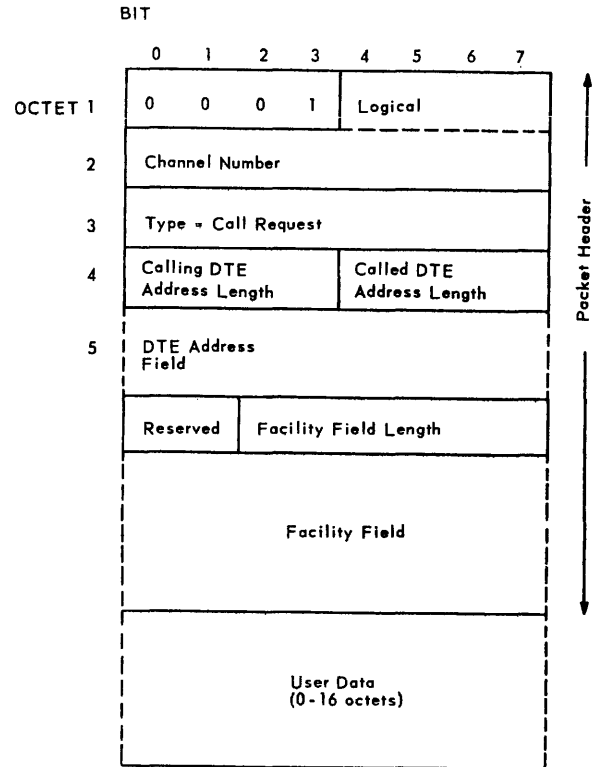 BIT
0 1 2 3 4 5 6 7
OCTET 1
0 0 0 1 Logical
2 Channel Number
3 Type = Call Request
4 Calling DTE
Address Length
Called DTE
Address Length
5 DTE Address
Field
Reserved Facility Field Length
Facility Field
User Data
(0-16 octets)
Packet Header